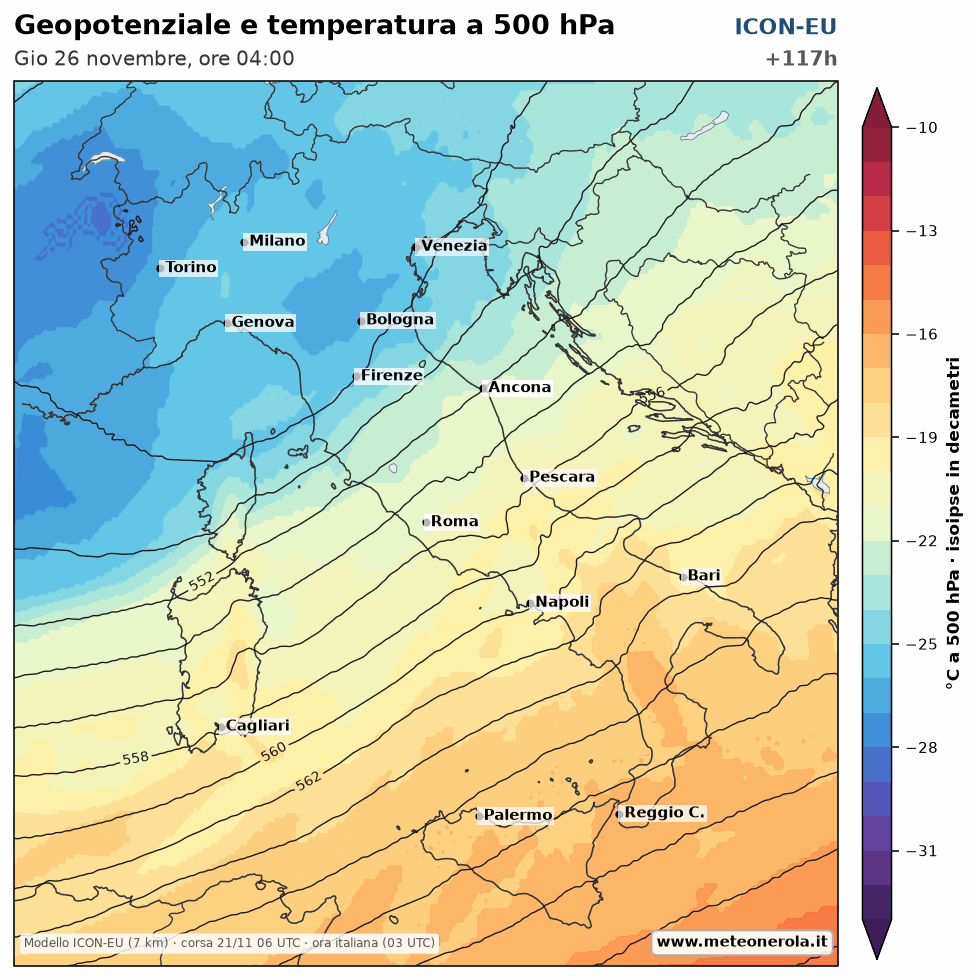 Geopotenziale e temperatura a 500 hPa
ICON-EU
Gio 26 novembre, ore 04:00
+117h
Milano
Venezia
Torino
Genova
Bologna
Firenze
Ancona
556
Pescara
Roma
552
Bari
Napoli
Cagliari
558
560
562
Palermo
Reggio C.
Modello ICON-EU (7 km) · corsa 21/11 06 UTC · ora italiana (03 UTC)
www.meteonerola.it
−10
−13
−16
−19
−22
−25
−28
−31
°C a 500 hPa · isoipse in decametri